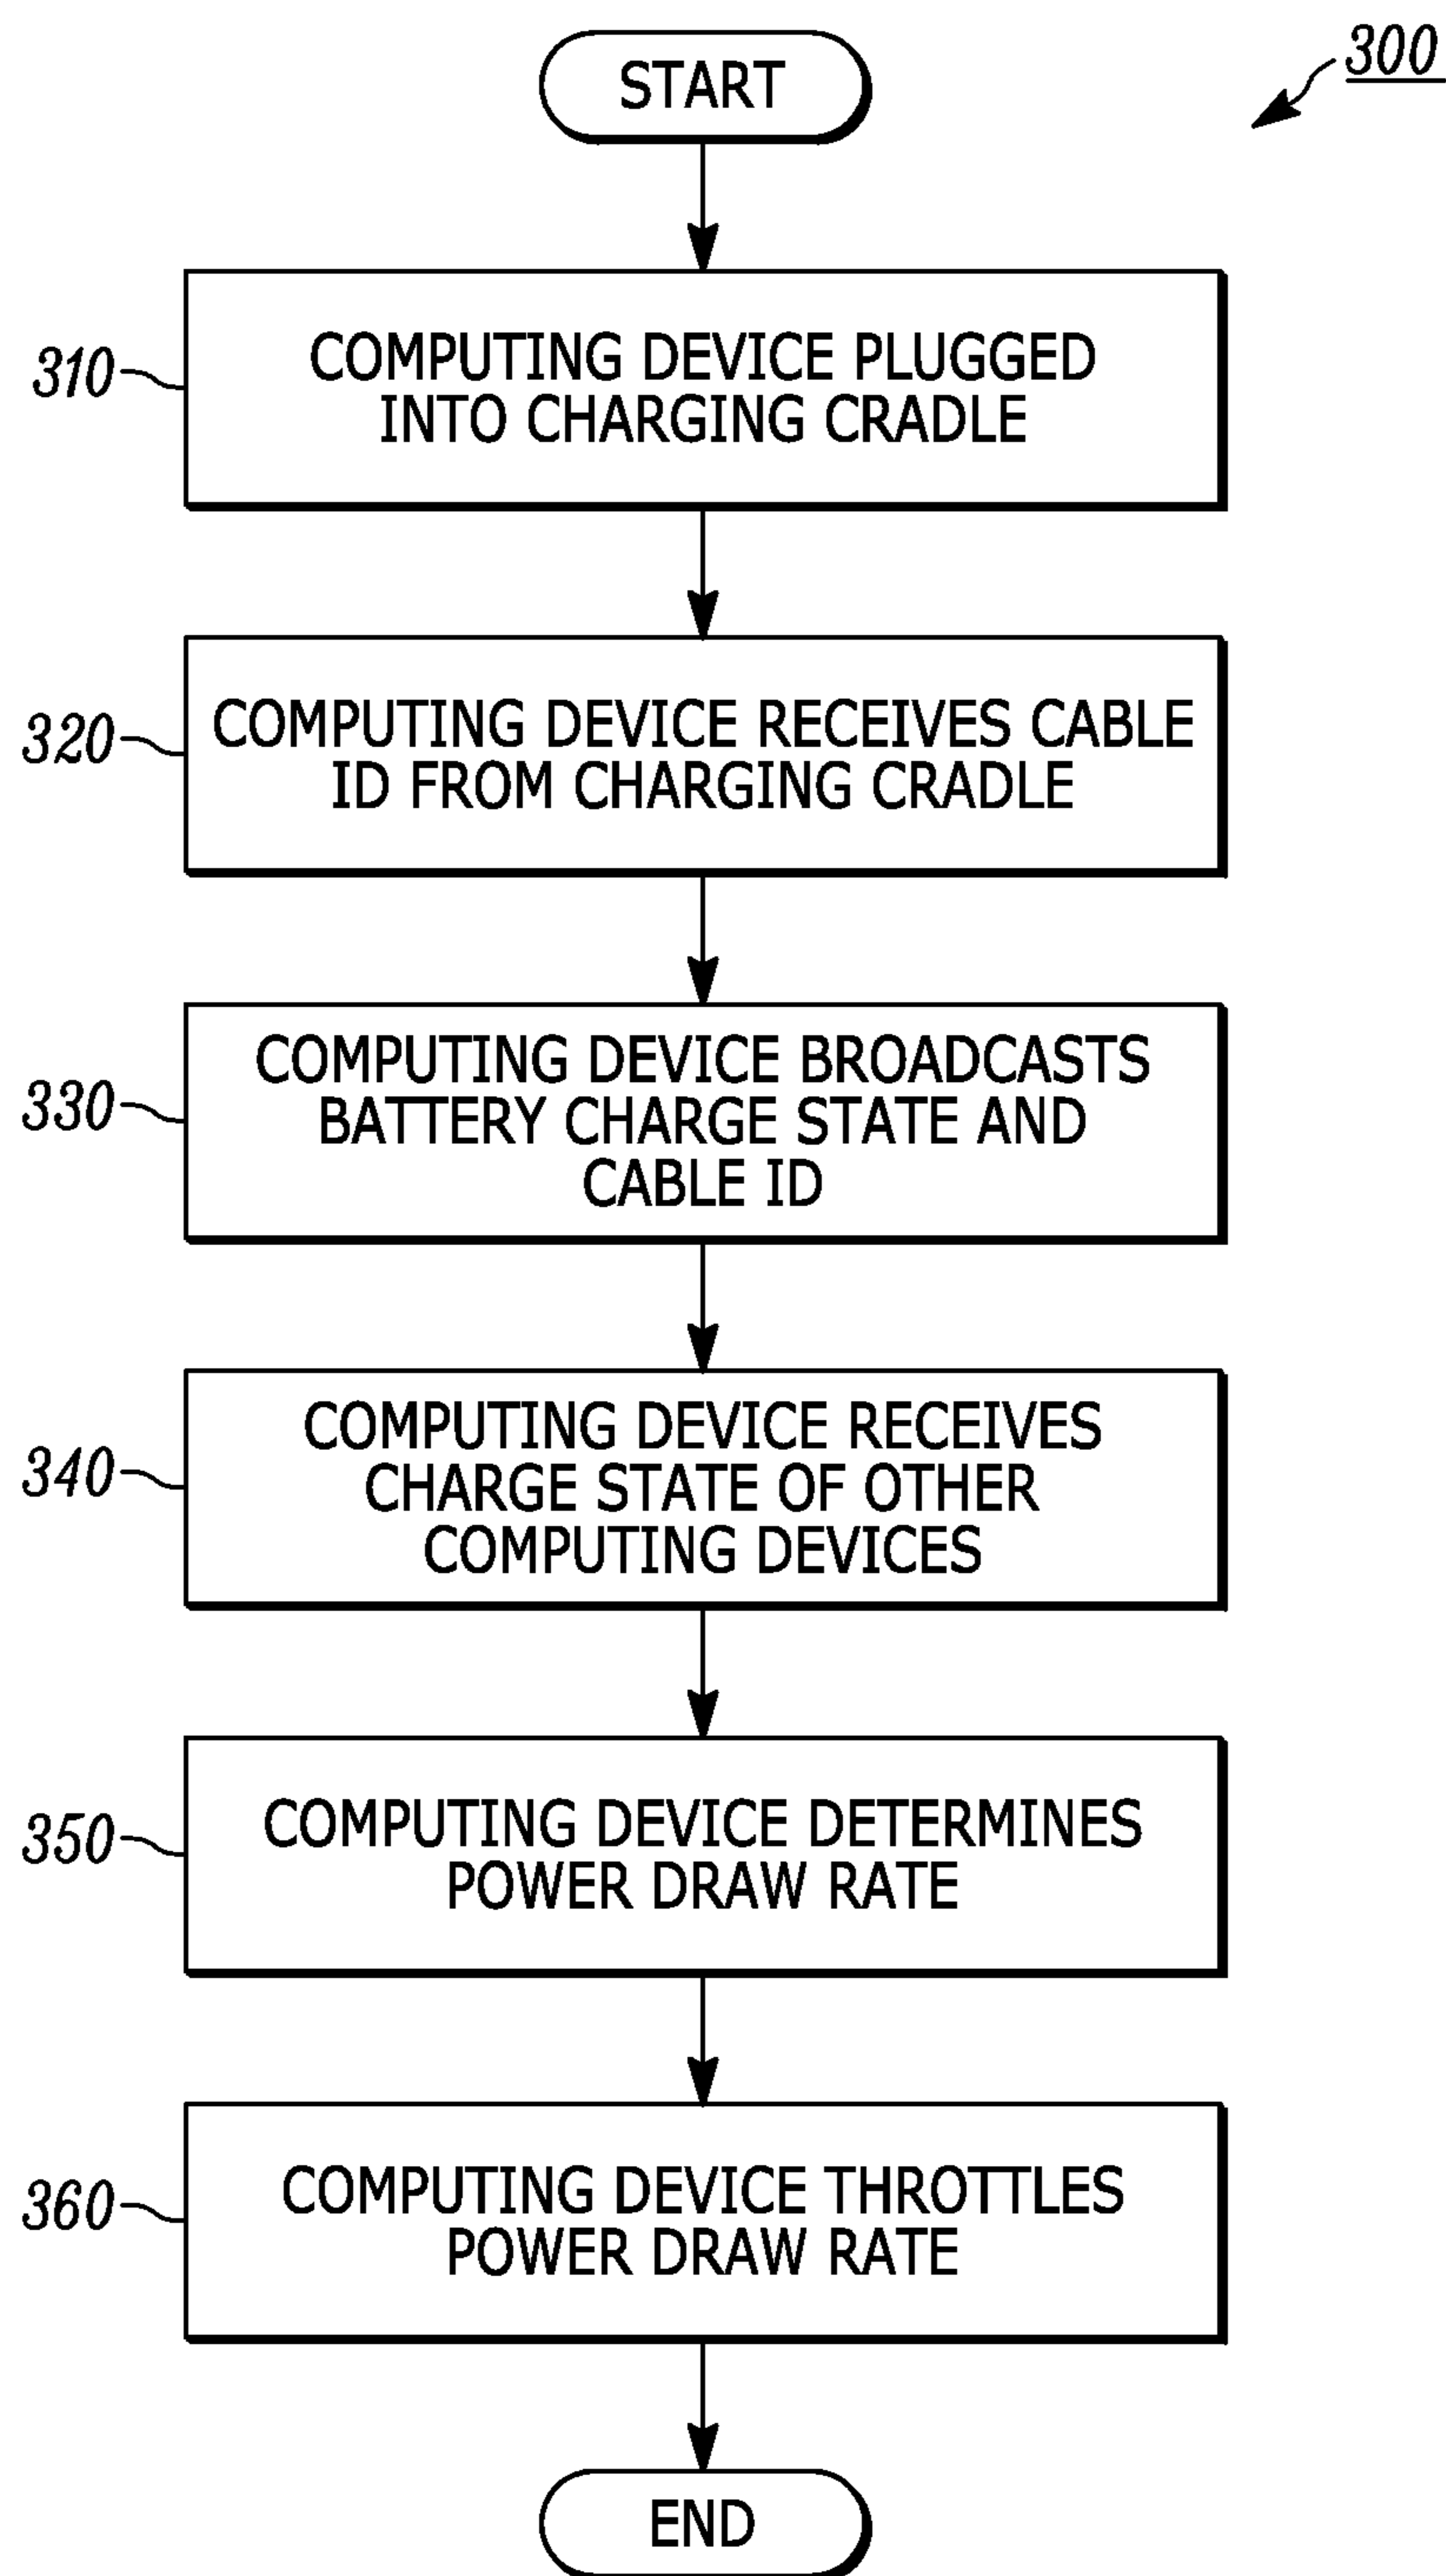 START
300
310
COMPUTING DEVICE PLUGGED
INTO CHARGING CRADLE
320
COMPUTING DEVICE RECEIVES CABLE
ID FROM CHARGING CRADLE
330
COMPUTING DEVICE BROADCASTS
BATTERY CHARGE STATE AND
CABLE ID
340
COMPUTING DEVICE RECEIVES
CHARGE STATE OF OTHER
COMPUTING DEVICES
350
COMPUTING DEVICE DETERMINES
POWER DRAW RATE
360
COMPUTING DEVICE THROTTLES
POWER DRAW RATE
END